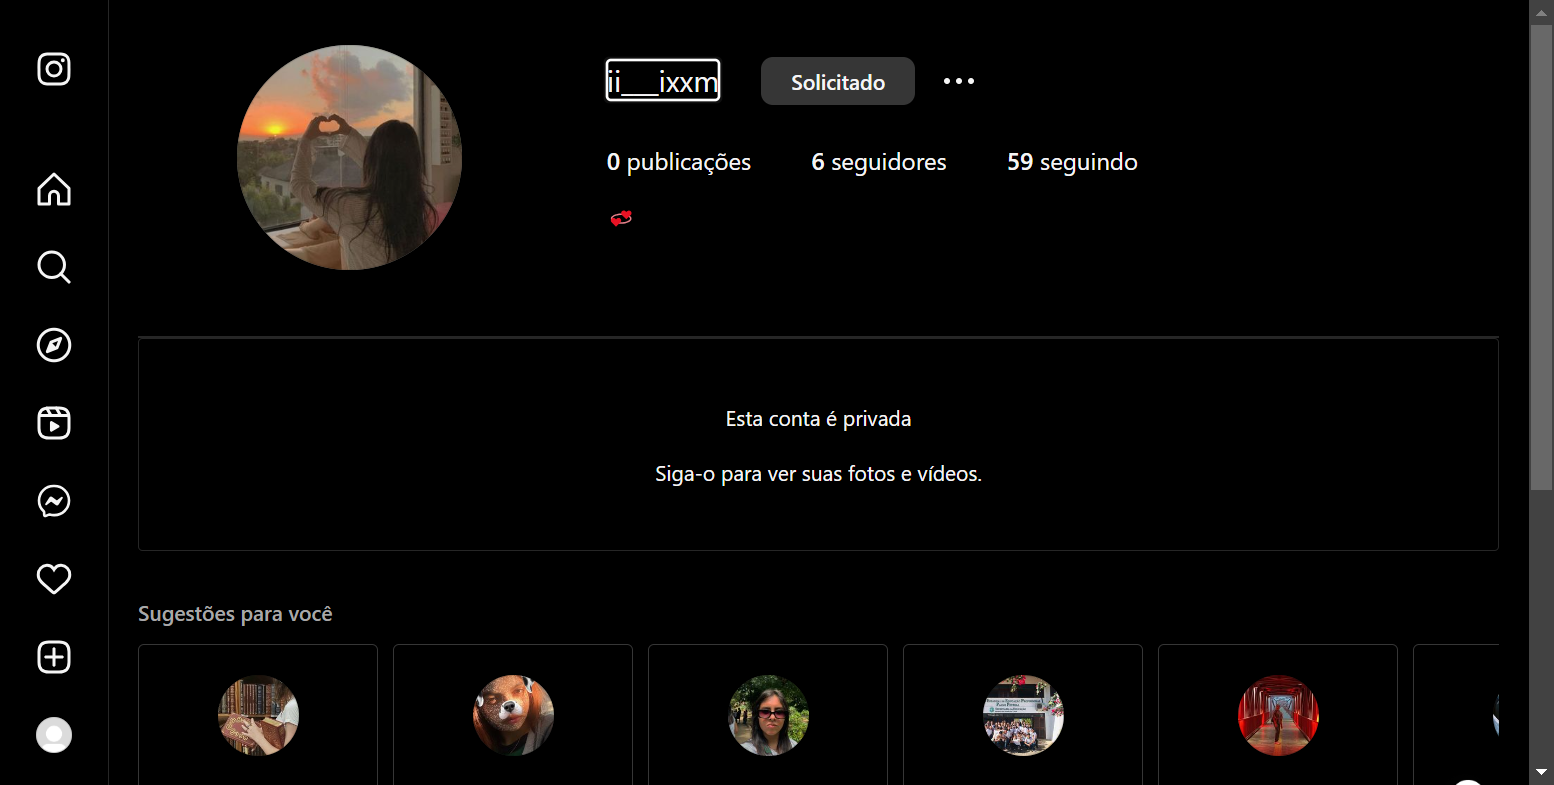 ii___ixxm
Solicitado
0 publicações 6 seguidores 59 seguindo
Esta conta é privada
Siga-o para ver suas fotos e vídeos.
Sugestões para você